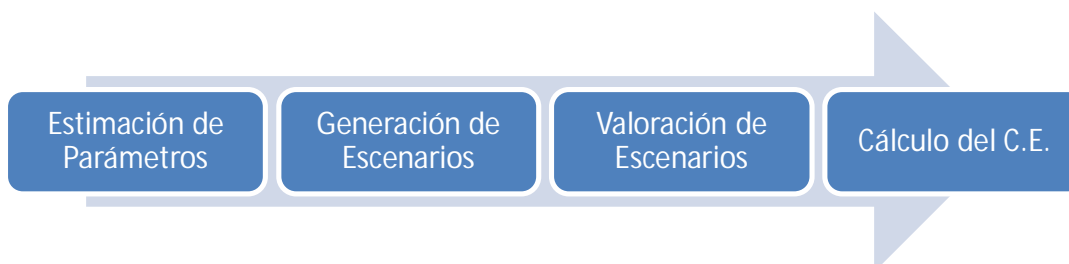 Estimación de
Parámetros
Generación de
Escenarios
Valoración de
Escenarios
Cálculo del C.E.